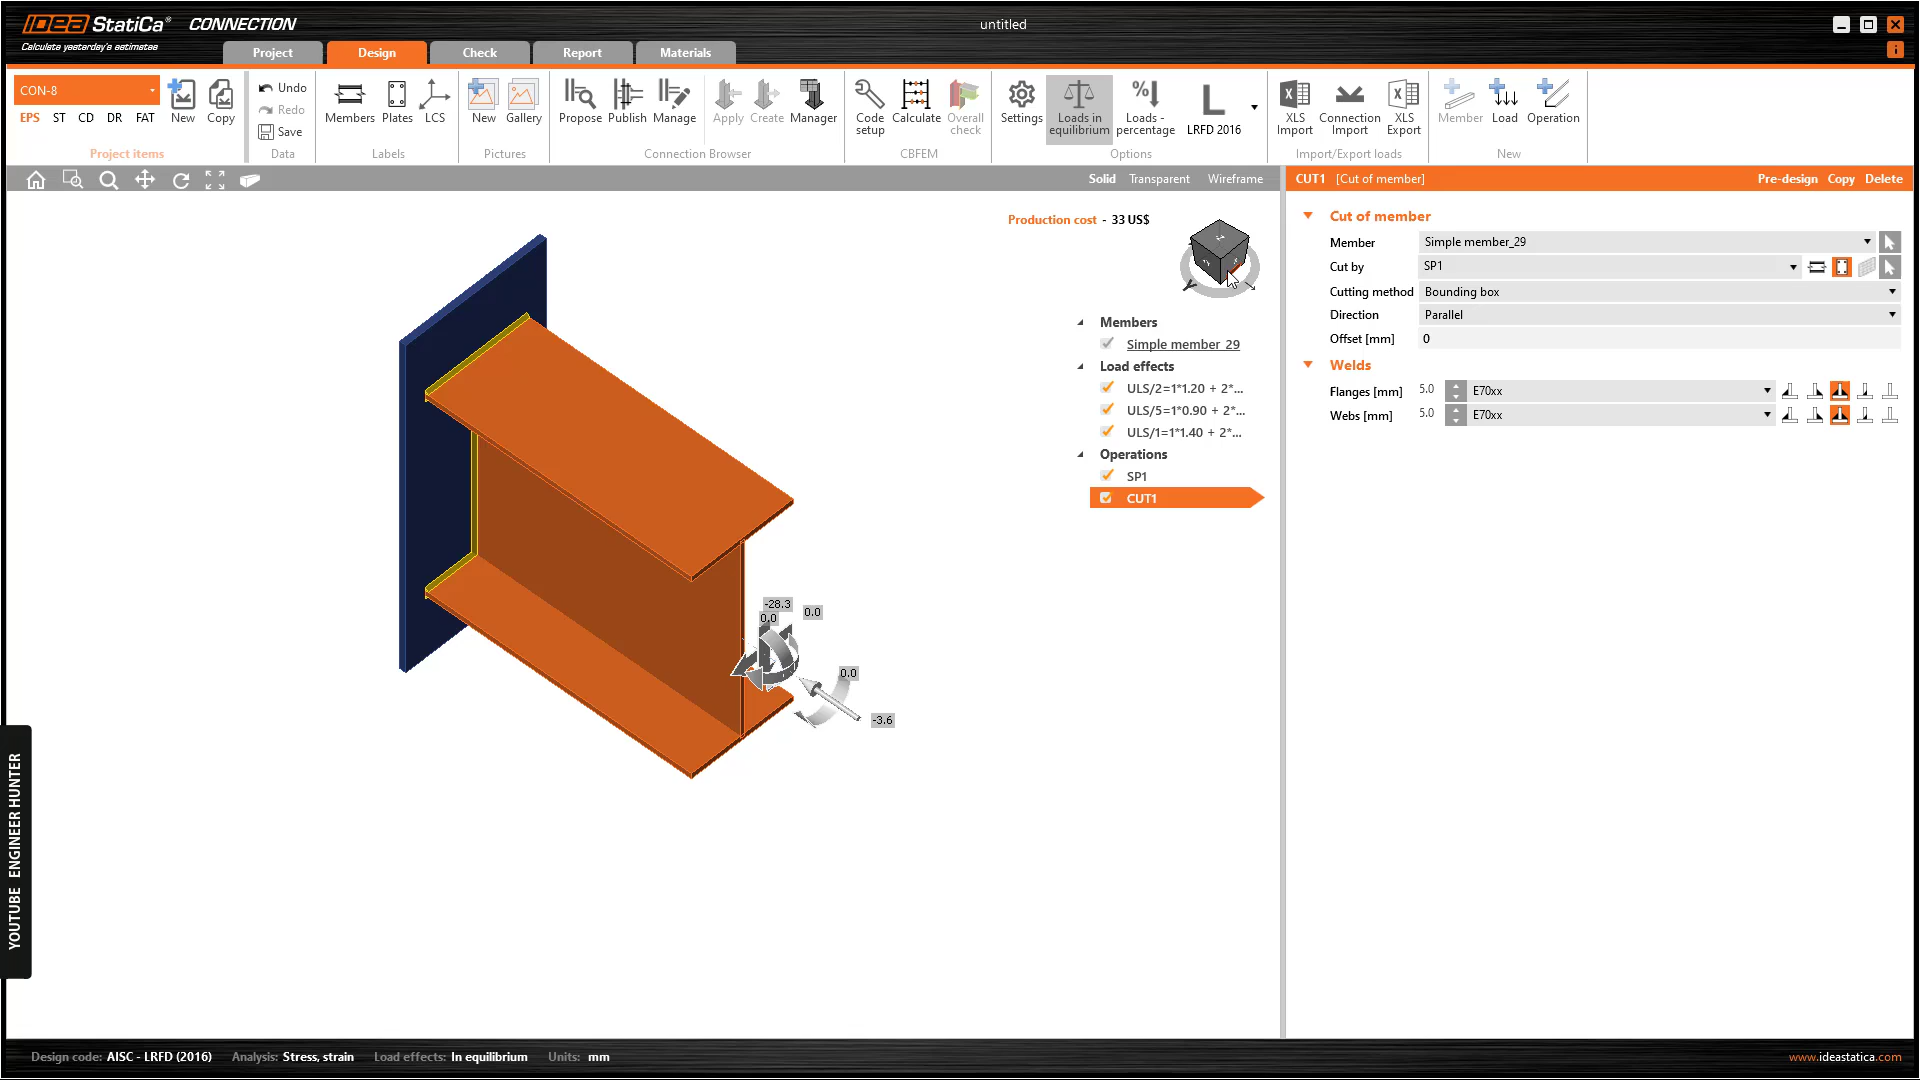 IDEA StatiCa® CONNECTION
Calculate yesterday's estimates
untitled
Project
Design
Check
Report
Materials
CON-8
EPS ST CD DR FAT
Project items
New
Copy
Undo
Redo
Save
Data
Members
Plates
LCS
Labels
New
Gallery
Pictures
Propose
Publish
Manage
Apply
Create
Manager
Connection Browser
Code setup
Calculate
Overall check
CBFEM
Settings
Loads in equilibrium
Loads - percentage
LRFD 2016
Options
XLS Import
Connection Import
XLS Export
Import/Export loads
Member
Load
Operation
New
Solid Transparent Wireframe
CUT1 [Cut of member]
Pre-design Copy Delete
Production cost - 33 US$
Members
Simple member_29
Load effects
ULS/2=1*1.20 + 2*...
ULS/5=1*0.90 + 2*...
ULS/1=1*1.40 + 2*...
Operations
SP1
CUT1
-28.3
0.0
0.0
0.0
-3.6
Cut of member
Member Simple member_29
Cut by SP1
Cutting method Bounding box
Direction Parallel
Offset [mm] 0
Welds
Flanges [mm] 5.0 E70xx
Webs [mm] 5.0 E70xx
YOUTUBE ENGINEER HUNTER
Design code: AISC - LRFD (2016) Analysis: Stress, strain Load effects: In equilibrium Units: mm
www.ideastatica.com